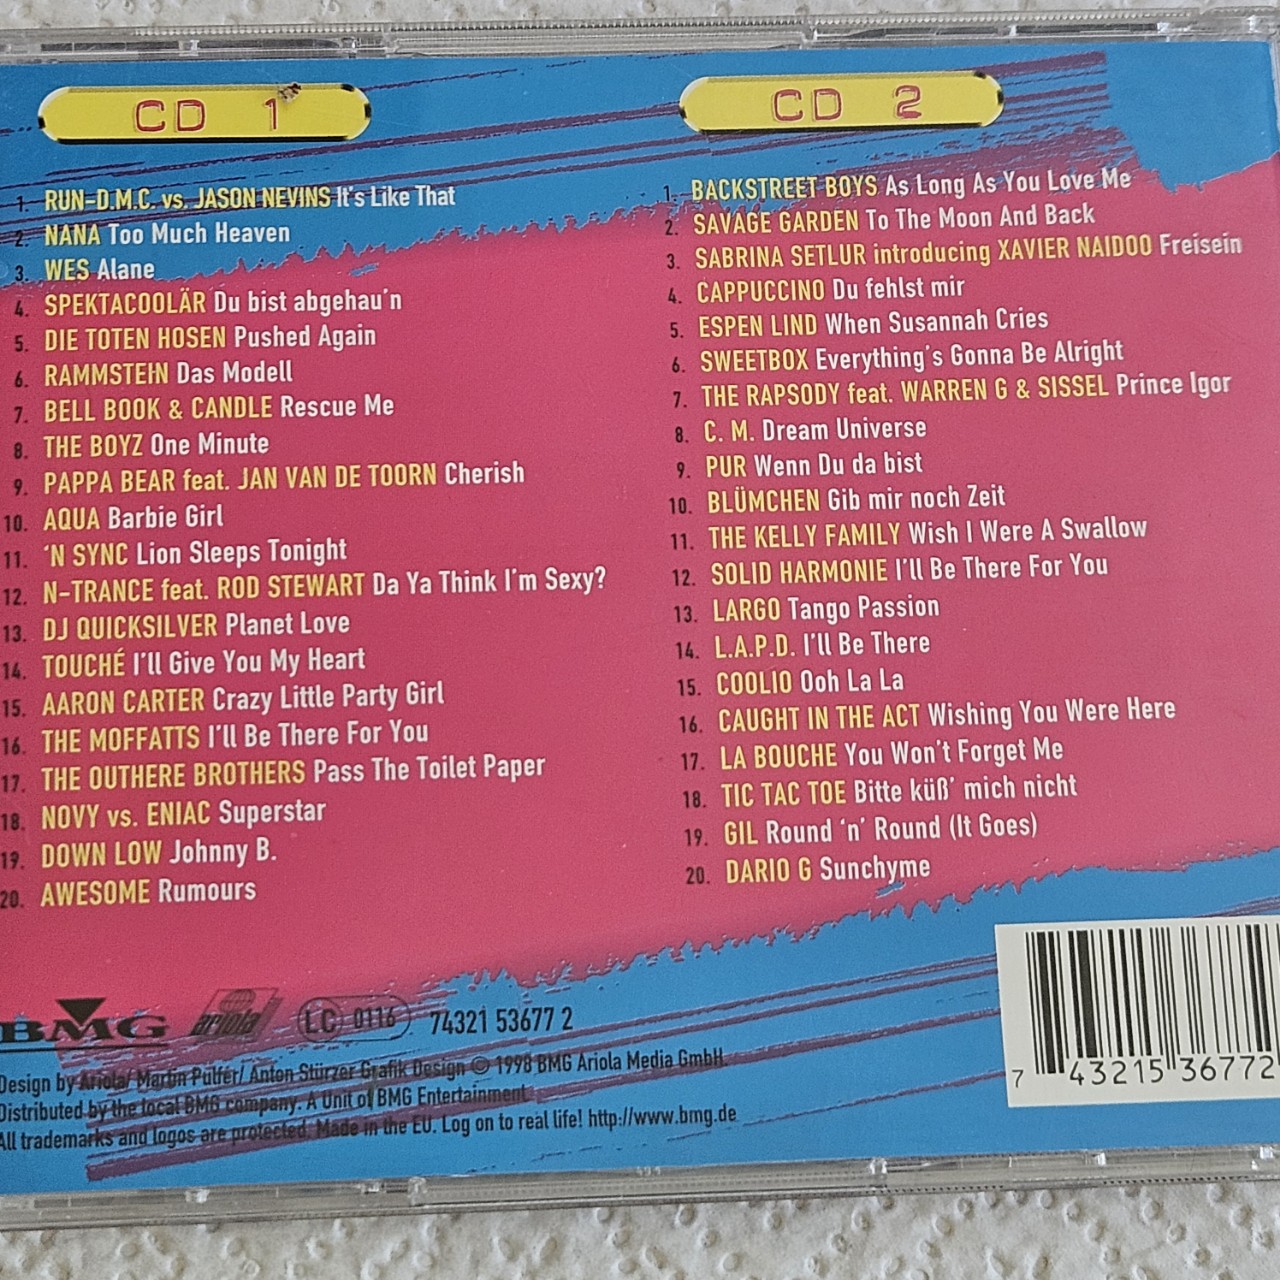 CD 1
1. RUN-D.M.C. vs. JASON NEVINS It's Like That
2. NANA Too Much Heaven
3. WES Alane
4. SPEKTACOOLÄR Du bist abgehau'n
5. DIE TOTEN HOSEN Pushed Again
6. RAMMSTEIN Das Modell
7. BELL BOOK & CANDLE Rescue Me
8. THE BOYZ One Minute
9. PAPPA BEAR feat. JAN VAN DE TOORN Cherish
10. AQUA Barbie Girl
11. 'N SYNC Lion Sleeps Tonight
12. N-TRANCE feat. ROD STEWART Da Ya Think I'm Sexy?
13. DJ QUICKSILVER Planet Love
14. TOUCHÉ I'll Give You My Heart
15. AARON CARTER Crazy Little Party Girl
16. THE MOFFATTS I'll Be There For You
17. THE OUTHERE BROTHERS Pass The Toilet Paper
18. NOVY vs. ENIAC Superstar
19. DOWN LOW Johnny B.
20. AWESOME Rumours
CD 2
1. BACKSTREET BOYS As Long As You Love Me
2. SAVAGE GARDEN To The Moon And Back
3. SABRINA SETLUR introducing XAVIER NAIDOO Freisein
4. CAPPUCCINO Du fehlst mir
5. ESPEN LIND When Susannah Cries
6. SWEETBOX Everything's Gonna Be Alright
7. THE RAPSODY feat. WARREN G & SISSEL Prince Igor
8. C. M. Dream Universe
9. PUR Wenn Du da bist
10. BLÜMCHEN Gib mir noch Zeit
11. THE KELLY FAMILY Wish I Were A Swallow
12. SOLID HARMONIE I'll Be There For You
13. LARGO Tango Passion
14. L.A.P.D. I'll Be There
15. COOLIO Ooh La La
16. CAUGHT IN THE ACT Wishing You Were Here
17. LA BOUCHE You Won't Forget Me
18. TIC TAC TOE Bitte küß' mich nicht
19. GIL Round 'n' Round (It Goes)
20. DARIO G Sunchyme
BMG ariola LC 0116 74321 53677 2
Design by Ariola/ Martin Pülfer/ Anton Stürzer Grafik Design © 1998 BMG Ariola Media GmbH.
Distributed by the local BMG company. A Unit of BMG Entertainment
All trademarks and logos are protected. Made in the EU. Log on to real life! http://www.bmg.de
7 43215 36772